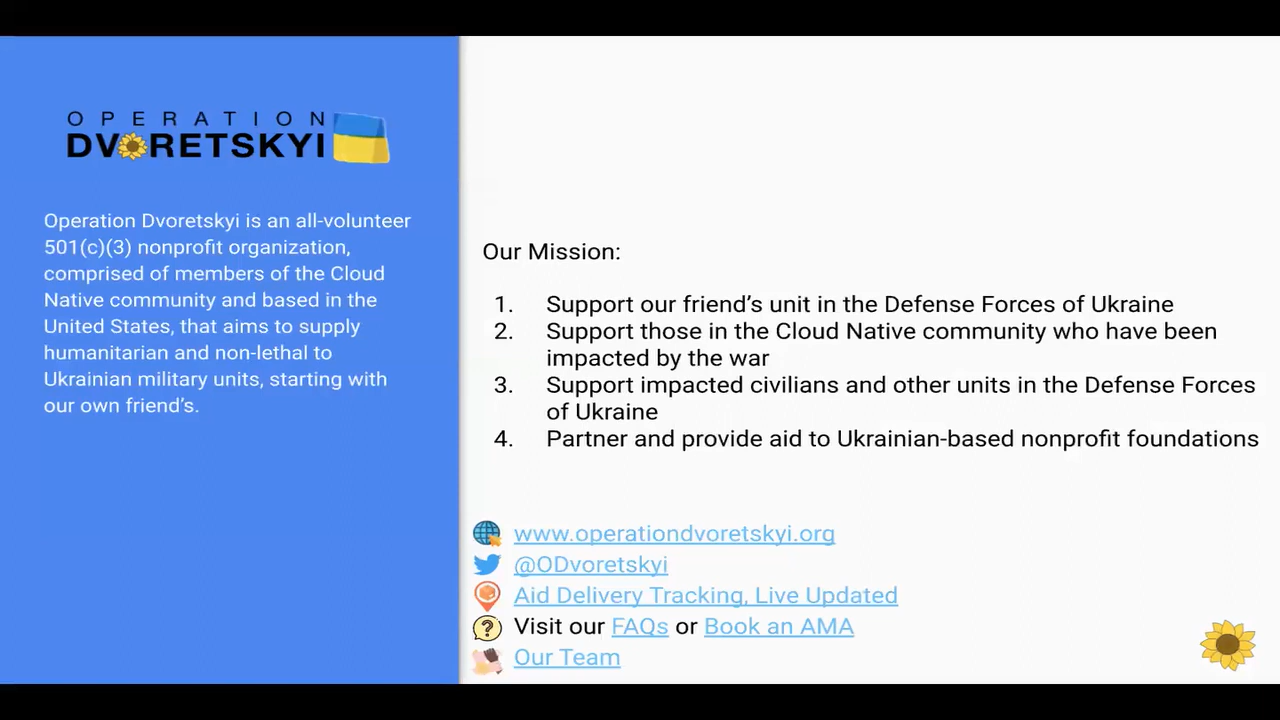 OPERATION
DVORETSKYI
Operation Dvoretskyi is an all-volunteer
501(c)(3) nonprofit organization,
comprised of members of the Cloud
Native community and based in the
United States, that aims to supply
humanitarian and non-lethal to
Ukrainian military units, starting with
our own friend's.
Our Mission:
1. Support our friend's unit in the Defense Forces of Ukraine
2. Support those in the Cloud Native community who have been
impacted by the war
3. Support impacted civilians and other units in the Defense Forces
of Ukraine
4. Partner and provide aid to Ukrainian-based nonprofit foundations
www.operationdvoretskyi.org
@ODvoretskyi
Aid Delivery Tracking, Live Updated
Visit our FAQs or Book an AMA
Our Team